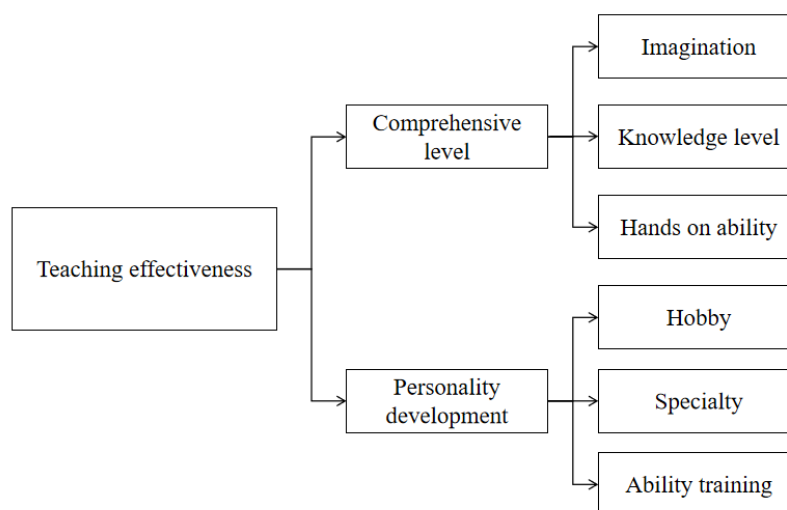 Imagination
Comprehensive
level
Knowledge level
Hands on ability
Teaching effectiveness
Hobby
Personality
development
Specialty
Ability training